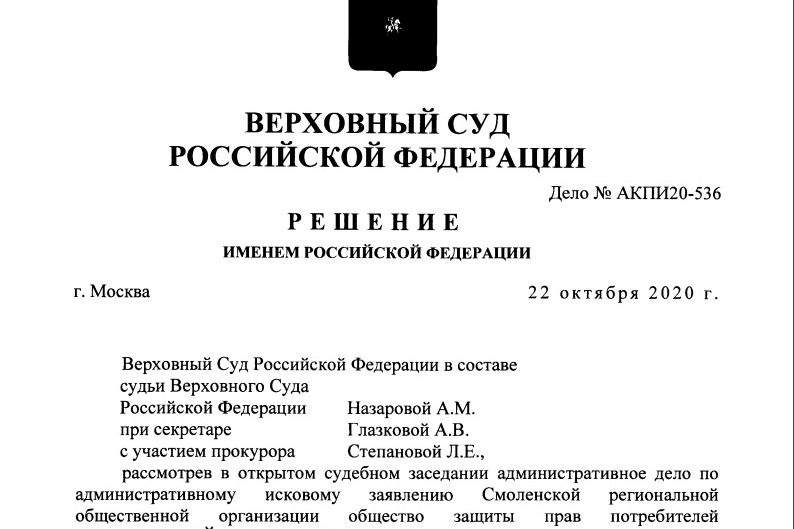 ВЕРХОВНЫЙ СУД
РОССИЙСКОЙ ФЕДЕРАЦИИ
Дело № АКПИ20-536
РЕШЕНИЕ
ИМЕНЕМ РОССИЙСКОЙ ФЕДЕРАЦИИ
г. Москва 22 октября 2020 г.
Верховный Суд Российской Федерации в составе
судьи Верховного Суда
Российской Федерации Назаровой А.М.
при секретаре Глазковой А.В.
с участием прокурора Степановой Л.Е.,
рассмотрев в открытом судебном заседании административное дело по
административному исковому заявлению Смоленской региональной
общественной организации общество защиты прав потребителей